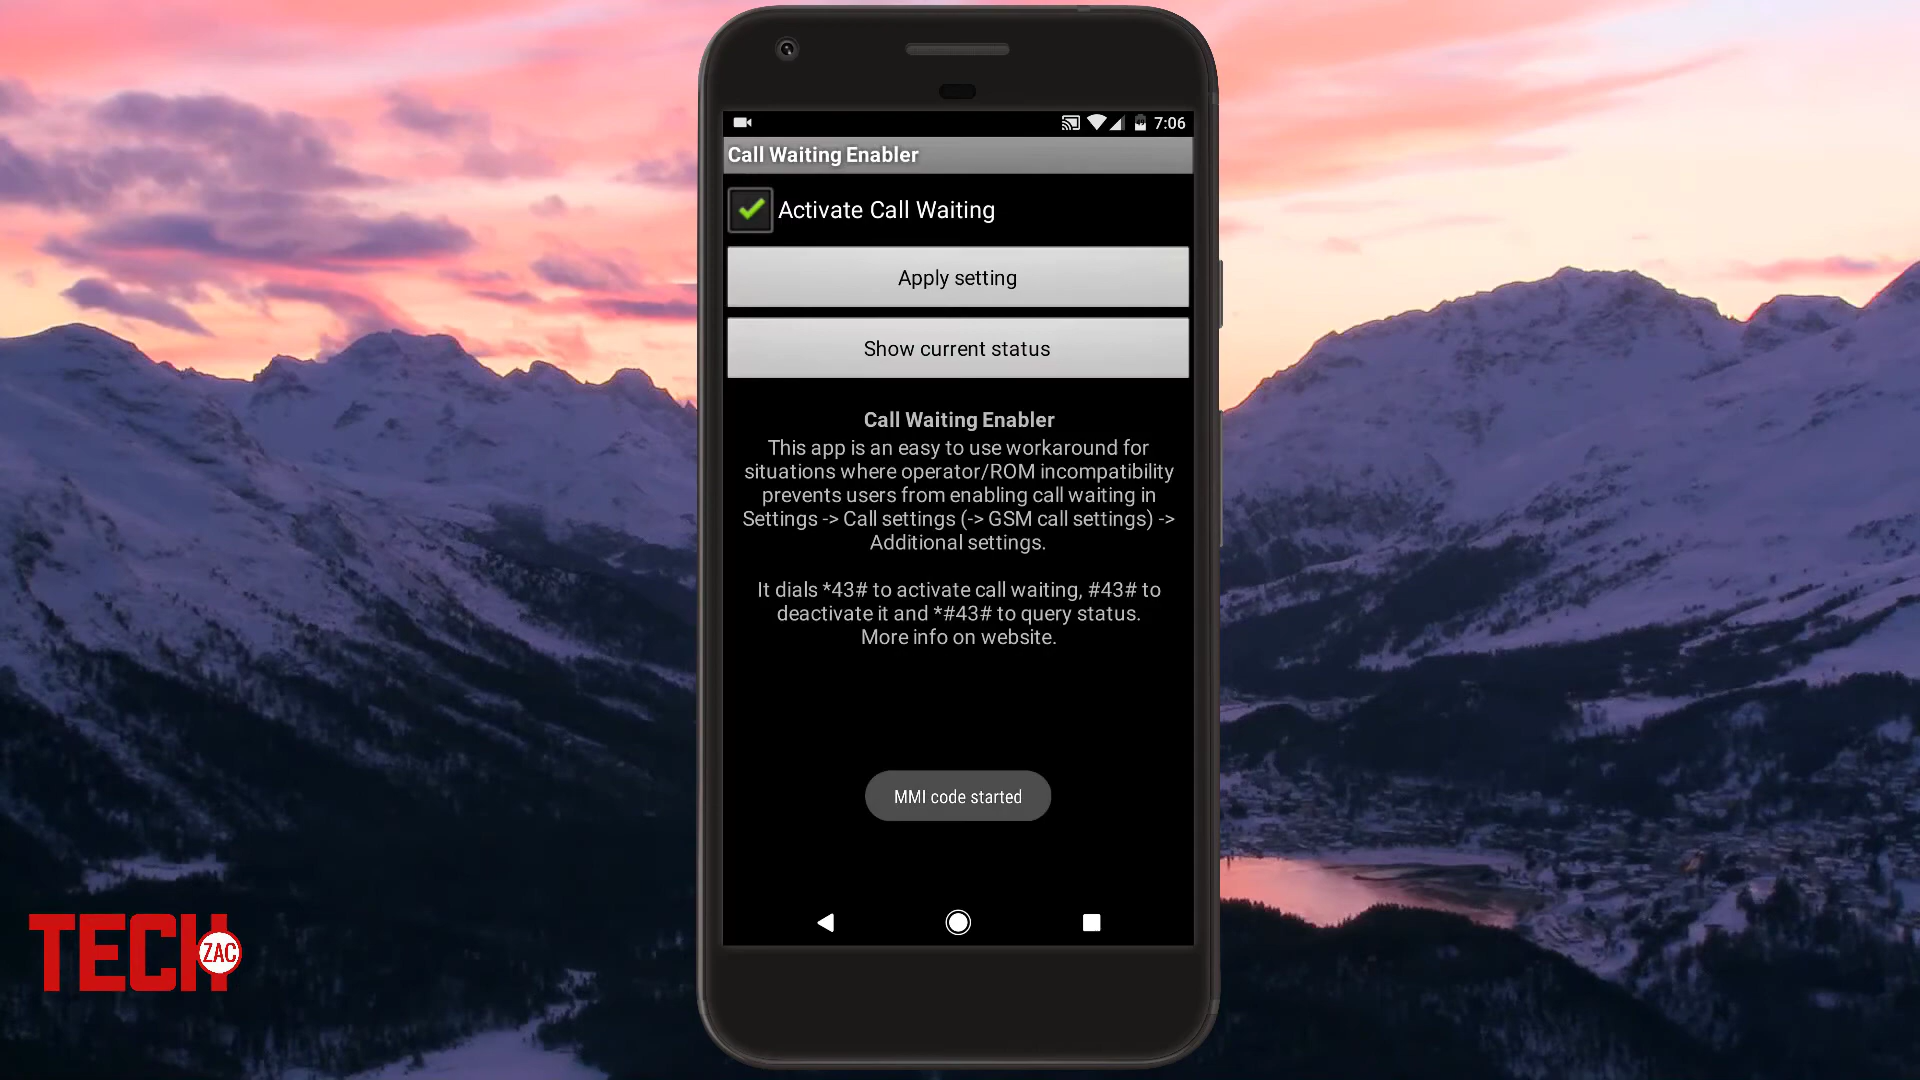 7:06
Call Waiting Enabler
Activate Call Waiting
Apply setting
Show current status
Call Waiting Enabler
This app is an easy to use workaround for
situations where operator/ROM incompatibility
prevents users from enabling call waiting in
Settings -> Call settings (-> GSM call settings) ->
Additional settings.
It dials *43# to activate call waiting, #43# to
deactivate it and *#43# to query status.
More info on website.
MMI code started
TECH
ZAC